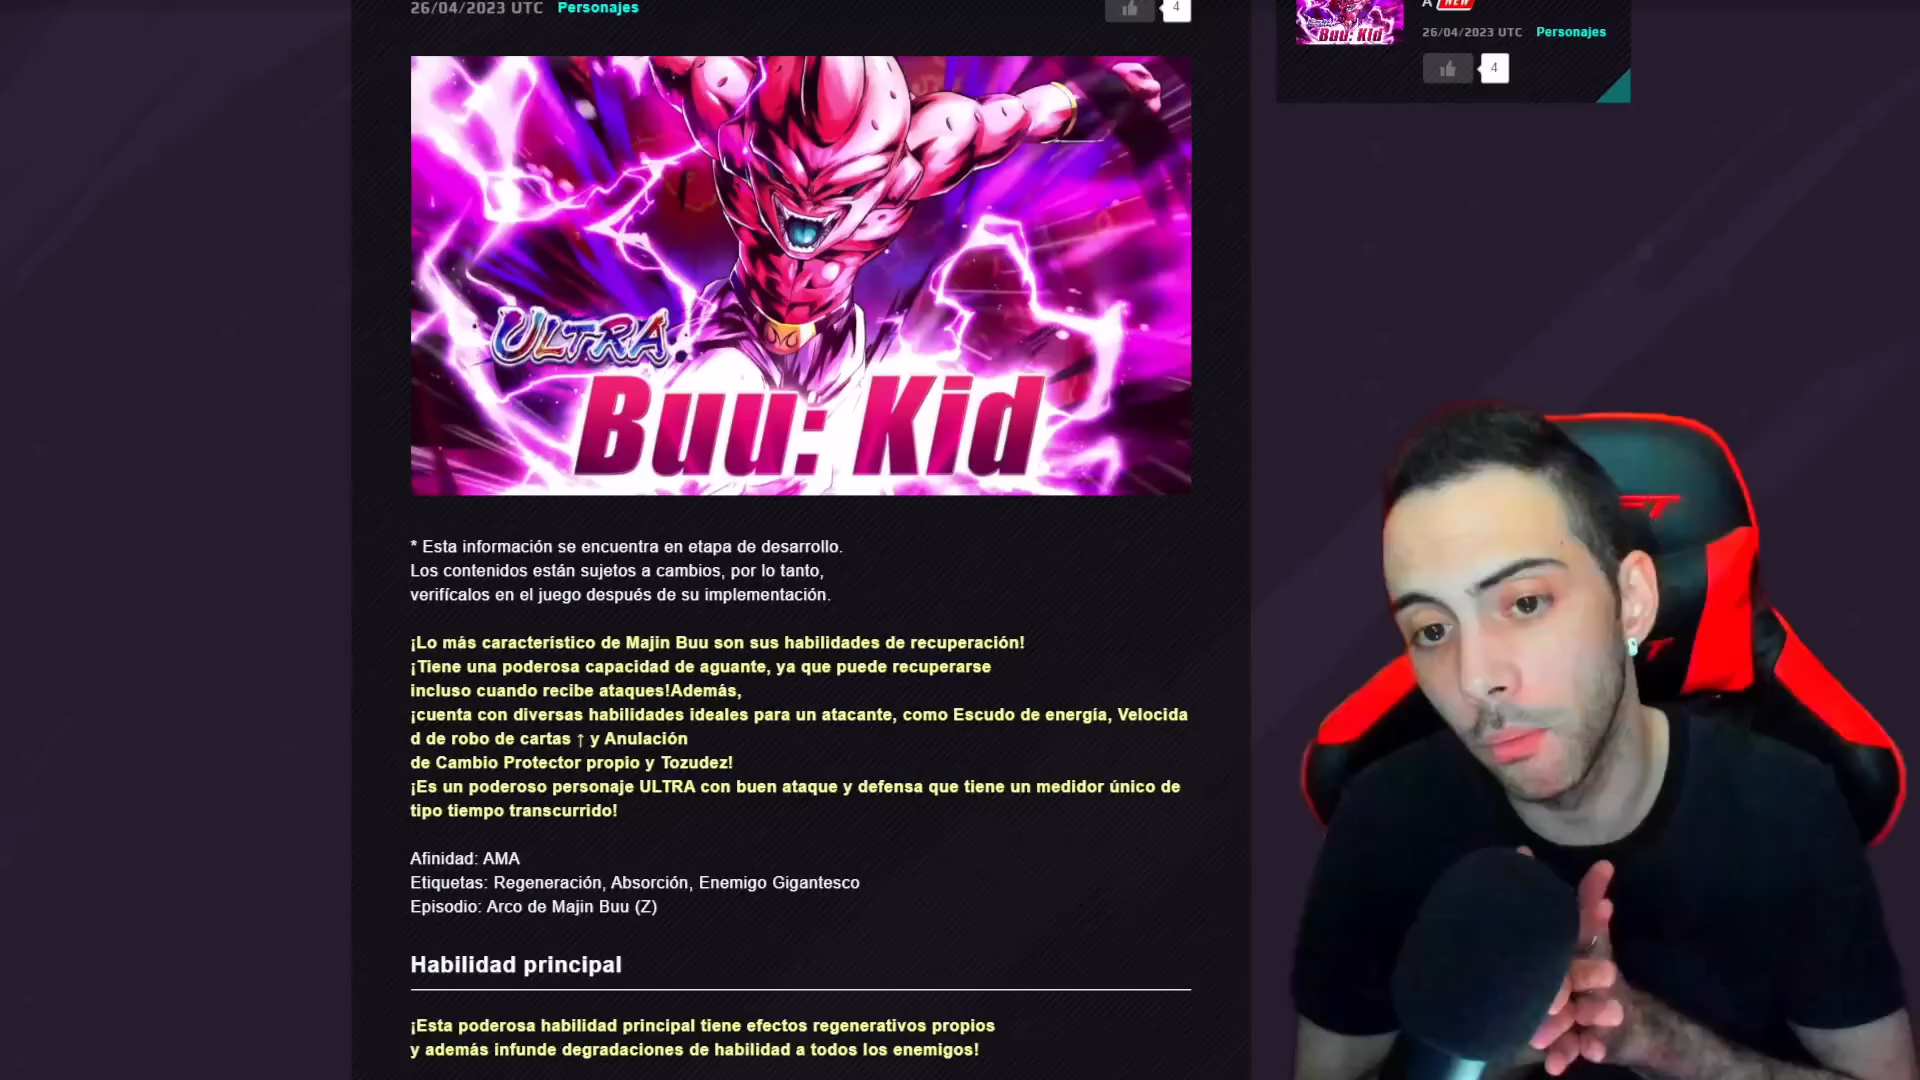 26/04/2023 UTC Personajes
4
ULTRA
Buu: Kid
* Esta información se encuentra en etapa de desarrollo.
Los contenidos están sujetos a cambios, por lo tanto,
verifícalos en el juego después de su implementación.
¡Lo más característico de Majin Buu son sus habilidades de recuperación!
¡Tiene una poderosa capacidad de aguante, ya que puede recuperarse
incluso cuando recibe ataques!Además,
¡cuenta con diversas habilidades ideales para un atacante, como Escudo de energía, Velocida
d de robo de cartas ↑ y Anulación
de Cambio Protector propio y Tozudez!
¡Es un poderoso personaje ULTRA con buen ataque y defensa que tiene un medidor único de
tipo tiempo transcurrido!
Afinidad: AMA
Etiquetas: Regeneración, Absorción, Enemigo Gigantesco
Episodio: Arco de Majin Buu (Z)
Habilidad principal
¡Esta poderosa habilidad principal tiene efectos regenerativos propios
y además infunde degradaciones de habilidad a todos los enemigos!
Buu: Kid
A NEW
26/04/2023 UTC Personajes
4